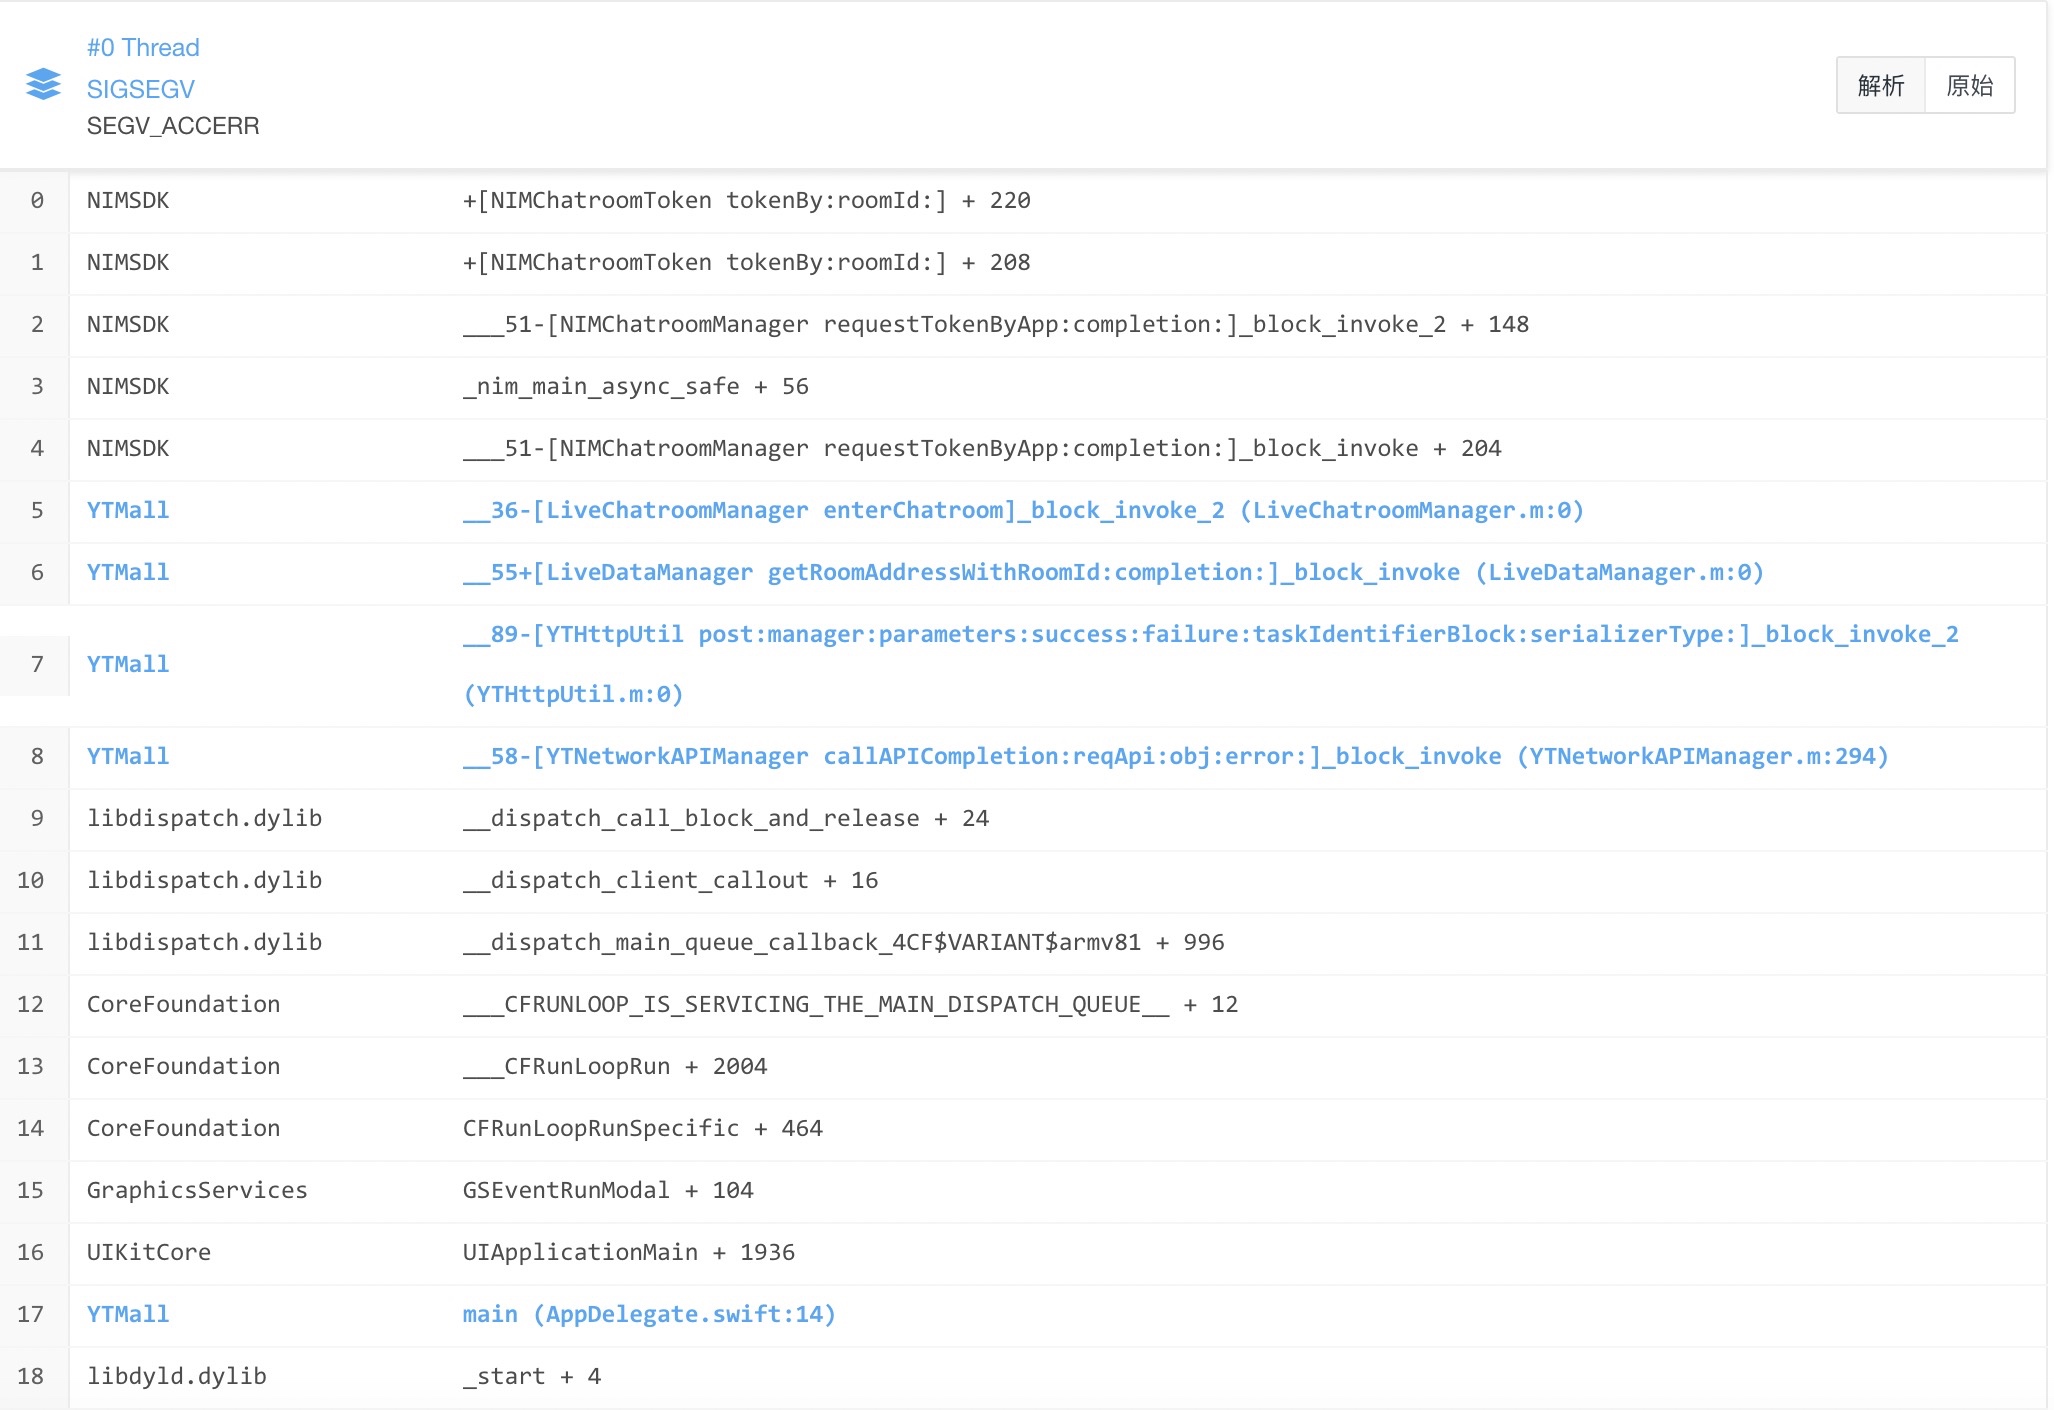 #0 Thread
SIGSEGV
SEGV_ACCERR
解析 原始
0 NIMSDK +[NIMChatroomToken tokenBy:roomId:] + 220
1 NIMSDK +[NIMChatroomToken tokenBy:roomId:] + 208
2 NIMSDK ___51-[NIMChatroomManager requestTokenByApp:completion:]_block_invoke_2 + 148
3 NIMSDK _nim_main_async_safe + 56
4 NIMSDK ___51-[NIMChatroomManager requestTokenByApp:completion:]_block_invoke + 204
5 YTMall __36-[LiveChatroomManager enterChatroom]_block_invoke_2 (LiveChatroomManager.m:0)
6 YTMall __55+[LiveDataManager getRoomAddressWithRoomId:completion:]_block_invoke (LiveDataManager.m:0)
7 YTMall __89-[YTHttpUtil post:manager:parameters:success:failure:taskIdentifierBlock:serializerType:]_block_invoke_2
(YTHttpUtil.m:0)
8 YTMall __58-[YTNetworkAPIManager callAPICompletion:reqApi:obj:error:]_block_invoke (YTNetworkAPIManager.m:294)
9 libdispatch.dylib __dispatch_call_block_and_release + 24
10 libdispatch.dylib __dispatch_client_callout + 16
11 libdispatch.dylib __dispatch_main_queue_callback_4CF$VARIANT$armv81 + 996
12 CoreFoundation ___CFRUNLOOP_IS_SERVICING_THE_MAIN_DISPATCH_QUEUE__ + 12
13 CoreFoundation ___CFRunLoopRun + 2004
14 CoreFoundation CFRunLoopRunSpecific + 464
15 GraphicsServices GSEventRunModal + 104
16 UIKitCore UIApplicationMain + 1936
17 YTMall main (AppDelegate.swift:14)
18 libdyld.dylib _start + 4